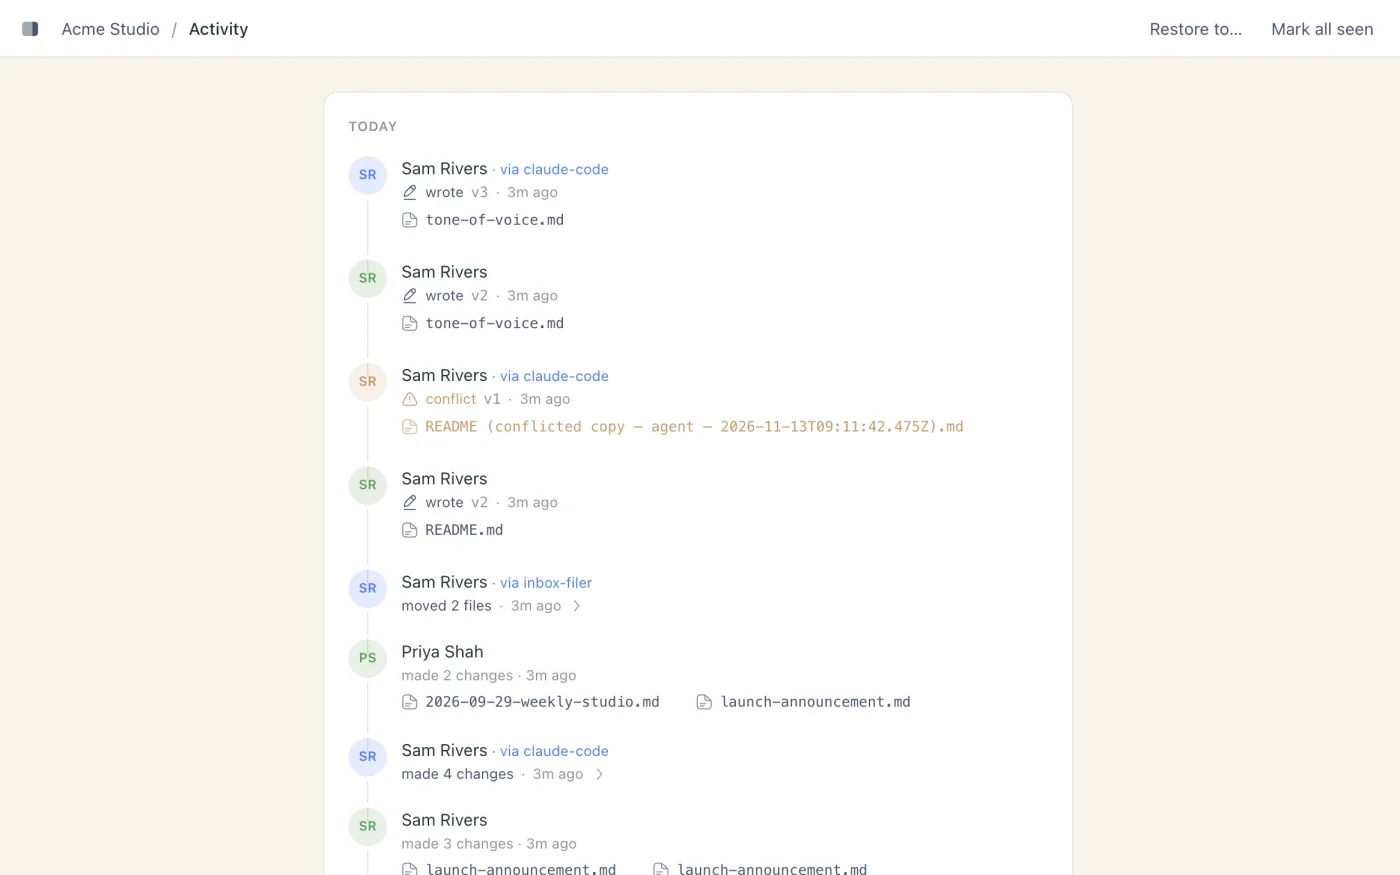 Acme Studio / Activity
Restore to...
Mark all seen
TODAY
SR
Sam Rivers · via claude-code
wrote v3 · 3m ago
tone-of-voice.md
SR
Sam Rivers
wrote v2 · 3m ago
tone-of-voice.md
SR
Sam Rivers · via claude-code
conflict v1 · 3m ago
README (conflicted copy — agent — 2026-11-13T09:11:42.475Z).md
SR
Sam Rivers
wrote v2 · 3m ago
README.md
SR
Sam Rivers · via inbox-filer
moved 2 files · 3m ago
PS
Priya Shah
made 2 changes · 3m ago
2026-09-29-weekly-studio.md launch-announcement.md
SR
Sam Rivers · via claude-code
made 4 changes · 3m ago
SR
Sam Rivers
made 3 changes · 3m ago
launch-announcement.md launch-announcement.md